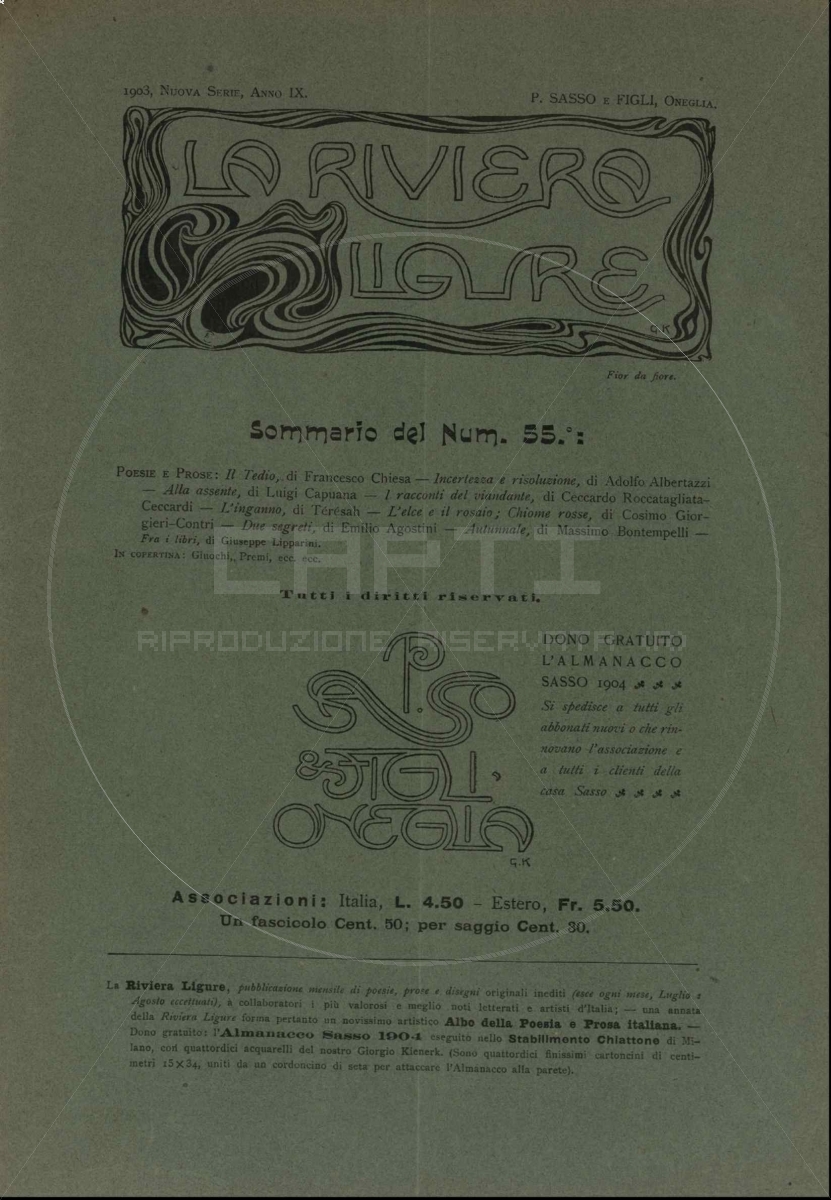 1903, Nuova Serie, Anno IX.
P. SASSO e FIGLI, Oneglia.
LA RIVIERA
LIGURE
G.K
Fior da fiore.
Sommario del Num. 55.°:
Poesie e Prose: Il Tedio, di Francesco Chiesa — Incertezza e risoluzione, di Adolfo Albertazzi
— Alla assente, di Luigi Capuana — I racconti del viandante, di Ceccardo Roccatagliata-
Ceccardi — L'inganno, di Térésah — L'elce e il rosaio; Chiome rosse, di Cosimo Gior-
gieri-Contri — Due segreti, di Emilio Agostini — Autunnale, di Massimo Bontempelli —
Fra i libri, di Giuseppe Lipparini.
In copertina: Giuochi, Premi, ecc. ecc.
CAPTI
Tutti i diritti riservati.
RIPRODUZIONE RISERVATA
DONO GRATUITO
L'ALMANACCO
SASSO 1904
Si spedisce a tutti gli
abbonati nuovi o che rin-
novano l'associazione e
a tutti i clienti della
casa Sasso
P. SASSO
& FIGLI,
ONEGLIA
G.K
Associazioni: Italia, L. 4.50 – Estero, Fr. 5.50.
Un fascicolo Cent. 50; per saggio Cent. 30.
La Riviera Ligure, pubblicazione mensile di poesie, prose e disegni originali inediti (esce ogni mese, Luglio e
Agosto eccettuati), a collaboratori i più valorosi e meglio noti letterati e artisti d'Italia; — una annata
della Riviera Ligure forma pertanto un novissimo artistico Albo della Poesia e Prosa italiana. —
Dono gratuito: l'Almanacco Sasso 1904 eseguito nello Stabilimento Chiattone di Mi-
lano, con quattordici acquarelli del nostro Giorgio Kienerk. (Sono quattordici finissimi cartoncini di centi-
metri 15×34, uniti da un cordoncino di seta per attaccare l'Almanacco alla parete).